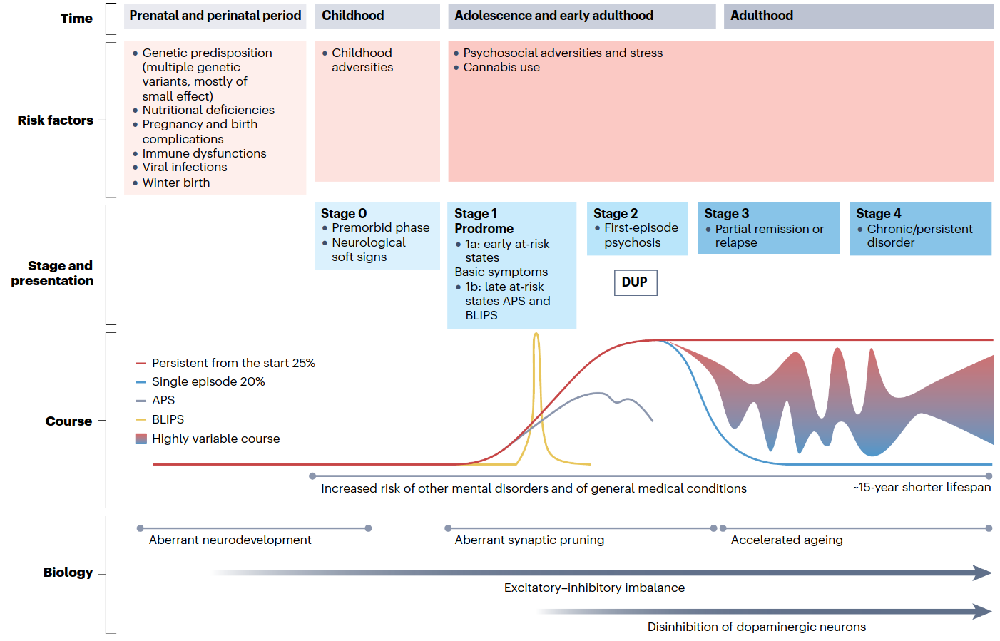 Time
Prenatal and perinatal period
Childhood
Adolescence and early adulthood
Adulthood
Risk factors
• Genetic predisposition
(multiple genetic
variants, mostly of
small effect)
• Nutritional deficiencies
• Pregnancy and birth
complications
• Immune dysfunctions
• Viral infections
• Winter birth
• Childhood
adversities
• Psychosocial adversities and stress
• Cannabis use
Stage and
presentation
Stage 0
• Premorbid phase
• Neurological
soft signs
Stage 1
Prodrome
• 1a: early at-risk
states
Basic symptoms
• 1b: late at-risk
states APS and
BLIPS
Stage 2
• First-episode
psychosis
DUP
Stage 3
• Partial remission or
relapse
Stage 4
• Chronic/persistent
disorder
Course
Persistent from the start 25%
Single episode 20%
APS
BLIPS
Highly variable course
Increased risk of other mental disorders and of general medical conditions
~15-year shorter lifespan
Biology
Aberrant neurodevelopment
Aberrant synaptic pruning
Accelerated ageing
Excitatory–inhibitory imbalance
Disinhibition of dopaminergic neurons